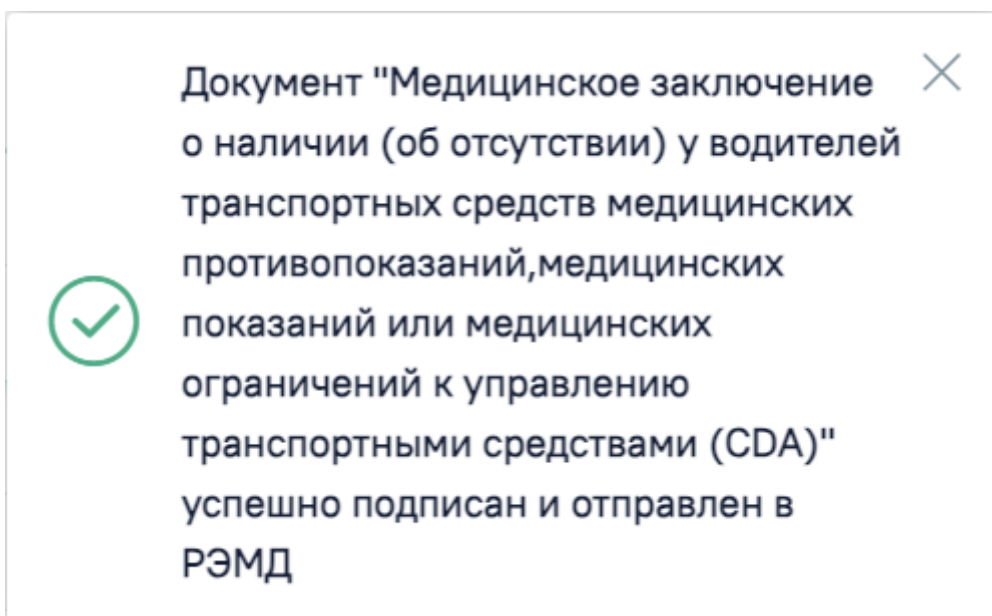 Документ "Медицинское заключение
о наличии (об отсутствии) у водителей
транспортных средств медицинских
противопоказаний,медицинских
показаний или медицинских
ограничений к управлению
транспортными средствами (CDA)"
успешно подписан и отправлен в
РЭМД